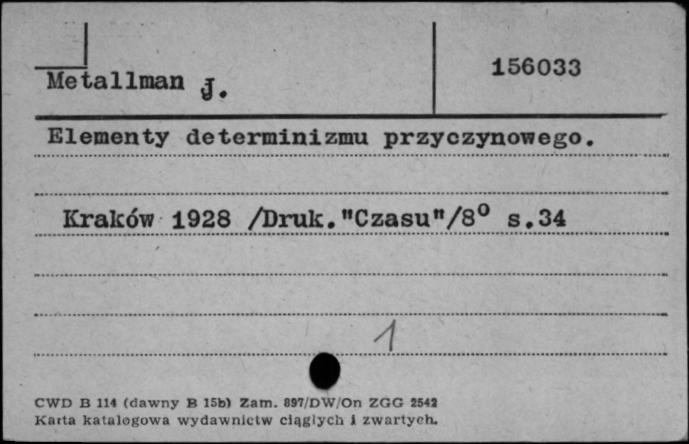 156033
Metallman J.
Elementy determinizmu przyczynowego.
Kraków 1928 /Druk."Czasu"/8° s.34
1
CWD B 114 (dawny B 15b) Zam. 897/DW/On ZGG 2542
Karta katalogowa wydawnictw ciągłych i zwartych.